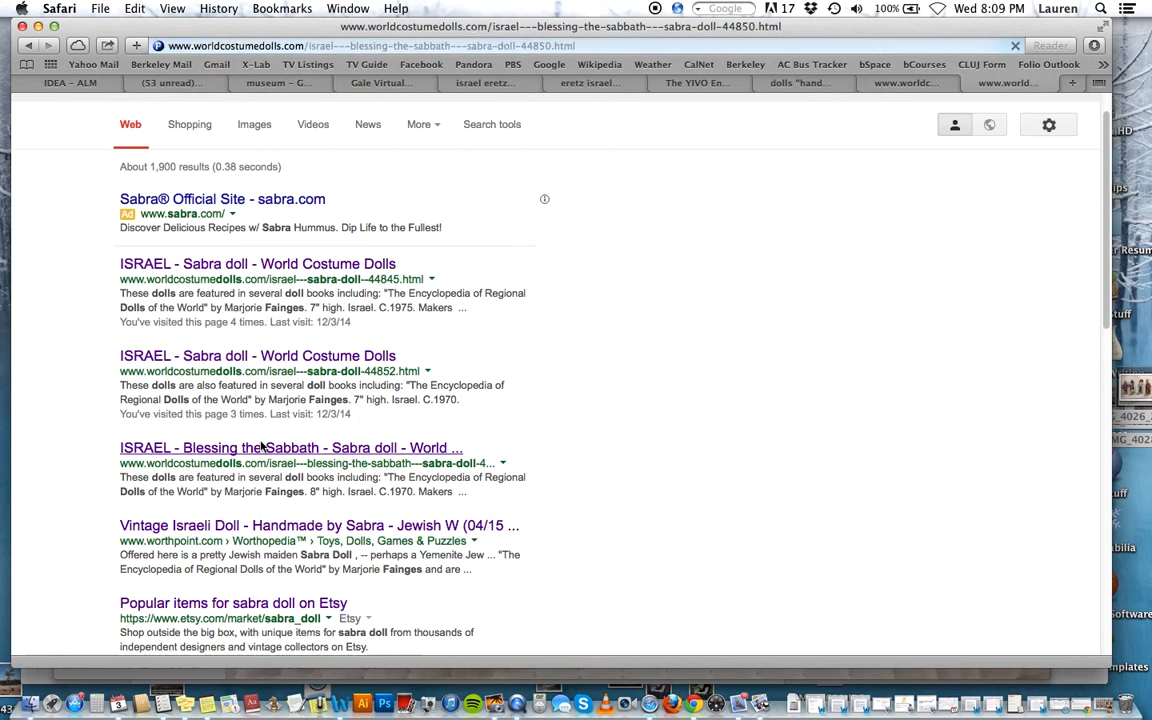 Safari File Edit View History Bookmarks Window Help Google 17 100% Wed 8:09 PM Lauren
www.worldcostumedolls.com/israel---blessing-the-sabbath---sabra-doll-44850.html
www.worldcostumedolls.com/israel---blessing-the-sabbath---sabra-doll-44850.html Reader
Yahoo Mail Berkeley Mail Gmail X-Lab TV Listings TV Guide Facebook Pandora PBS Google Wikipedia Weather CalNet Berkeley AC Bus Tracker bSpace bCourses CLUJ Form Folio Outlook
IDEA - ALM (53 unread)... museum - G... Gale Virtual... israel eretz... eretz israel... The YIVO En... dolls "hand... www.worldc... www.world...
Web Shopping Images Videos News More Search tools
About 1,900 results (0.38 seconds)
Sabra® Official Site - sabra.com
Ad www.sabra.com/
Discover Delicious Recipes w/ Sabra Hummus. Dip Life to the Fullest!
ISRAEL - Sabra doll - World Costume Dolls
www.worldcostumedolls.com/israel---sabra-doll--44845.html
These dolls are featured in several doll books including: "The Encyclopedia of Regional
Dolls of the World" by Marjorie Fainges. 7" high. Israel. C.1975. Makers ...
You've visited this page 4 times. Last visit: 12/3/14
ISRAEL - Sabra doll - World Costume Dolls
www.worldcostumedolls.com/israel---sabra-doll-44852.html
These dolls are also featured in several doll books including: "The Encyclopedia of
Regional Dolls of the World" by Marjorie Fainges. 7" high. Israel. C.1970.
You've visited this page 3 times. Last visit: 12/3/14
ISRAEL - Blessing the Sabbath - Sabra doll - World ...
www.worldcostumedolls.com/israel---blessing-the-sabbath---sabra-doll-4...
These dolls are featured in several doll books including: "The Encyclopedia of Regional
Dolls of the World" by Marjorie Fainges. 8" high. Israel. C.1970. Makers ...
Vintage Israeli Doll - Handmade by Sabra - Jewish W (04/15 ...
www.worthpoint.com › Worthopedia™ › Toys, Dolls, Games & Puzzles
Offered here is a pretty Jewish maiden Sabra Doll , -- perhaps a Yemenite Jew ... "The
Encyclopedia of Regional Dolls of the World" by Marjorie Fainges and are ...
Popular items for sabra doll on Etsy
https://www.etsy.com/market/sabra_doll Etsy
Shop outside the big box, with unique items for sabra doll from thousands of
independent designers and vintage collectors on Etsy.